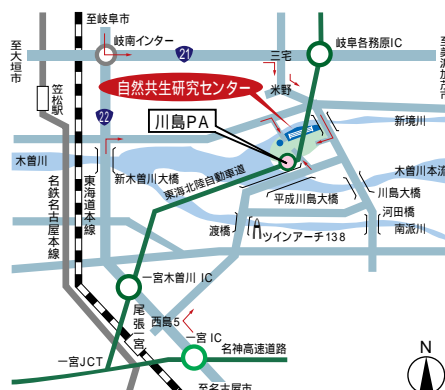 至岐阜市
至大垣市
岐南インター
21
三宅
岐阜各務原IC
至美濃加茂市
米野
自然共生研究センター
笠松駅
22
川島PA
新境川
木曽川
新木曽川大橋
東海北陸自動車道
木曽川本流
平成川島大橋
川島大橋
河田橋
南派川
渡橋
ツインアーチ138
東海道本線
名鉄名古屋本線
一宮木曽川 IC
尾張一宮
西島5
一宮 IC
一宮JCT
名神高速道路
至名古屋市
N